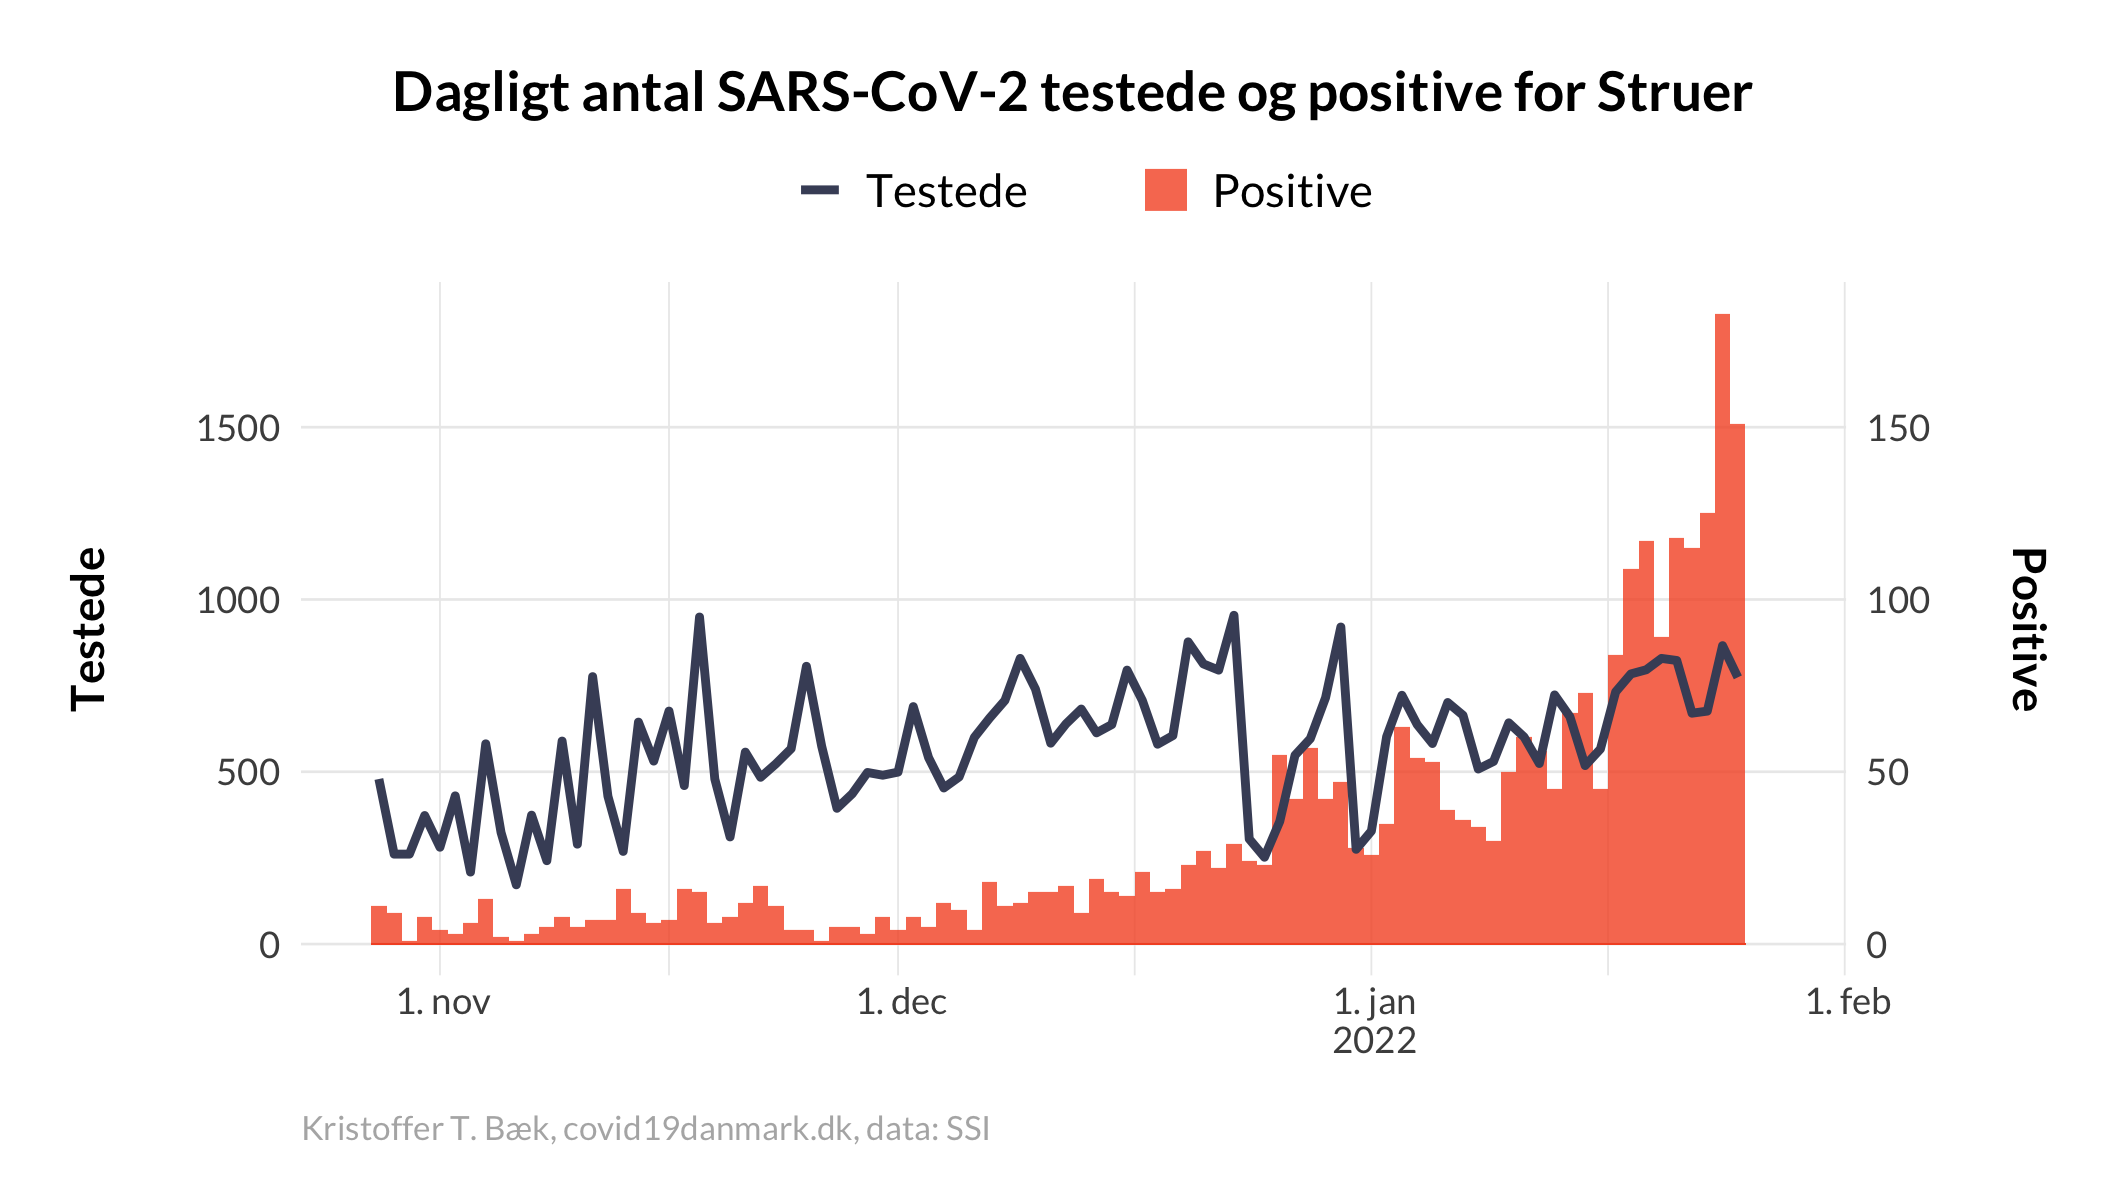 Dagligt antal SARS-CoV-2 testede og positive for Struer
Testede
Positive
1500
1000
500
0
150
100
50
0
Testede
Positive
1. nov
1. dec
1. jan
2022
1. feb
Kristoffer T. Bæk, covid19danmark.dk, data: SSI